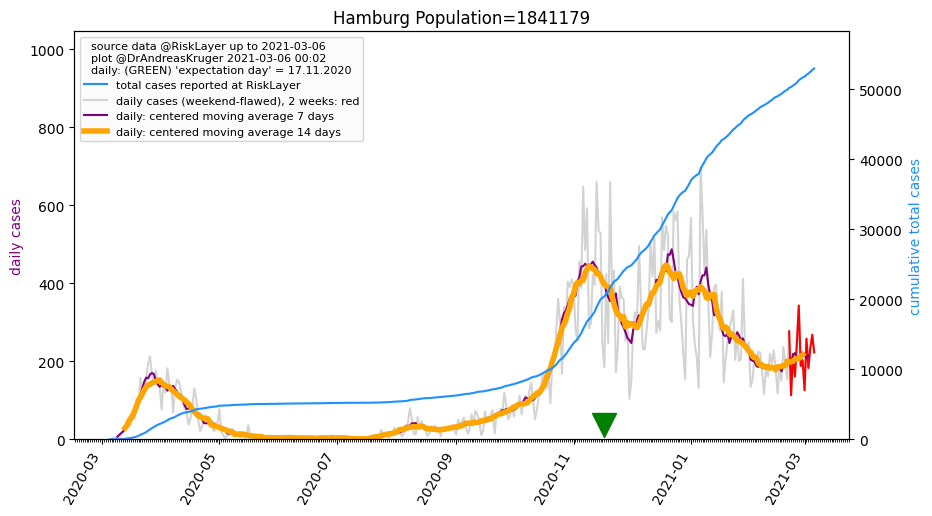 Hamburg Population=1841179
source data @RiskLayer up to 2021-03-06
plot @DrAndreasKruger 2021-03-06 00:02
daily: (GREEN) 'expectation day' = 17.11.2020
total cases reported at RiskLayer
daily cases (weekend-flawed), 2 weeks: red
daily: centered moving average 7 days
daily: centered moving average 14 days
daily cases
1000
800
600
400
200
0
cumulative total cases
50000
40000
30000
20000
10000
0
2020-03
2020-05
2020-07
2020-09
2020-11
2021-01
2021-03